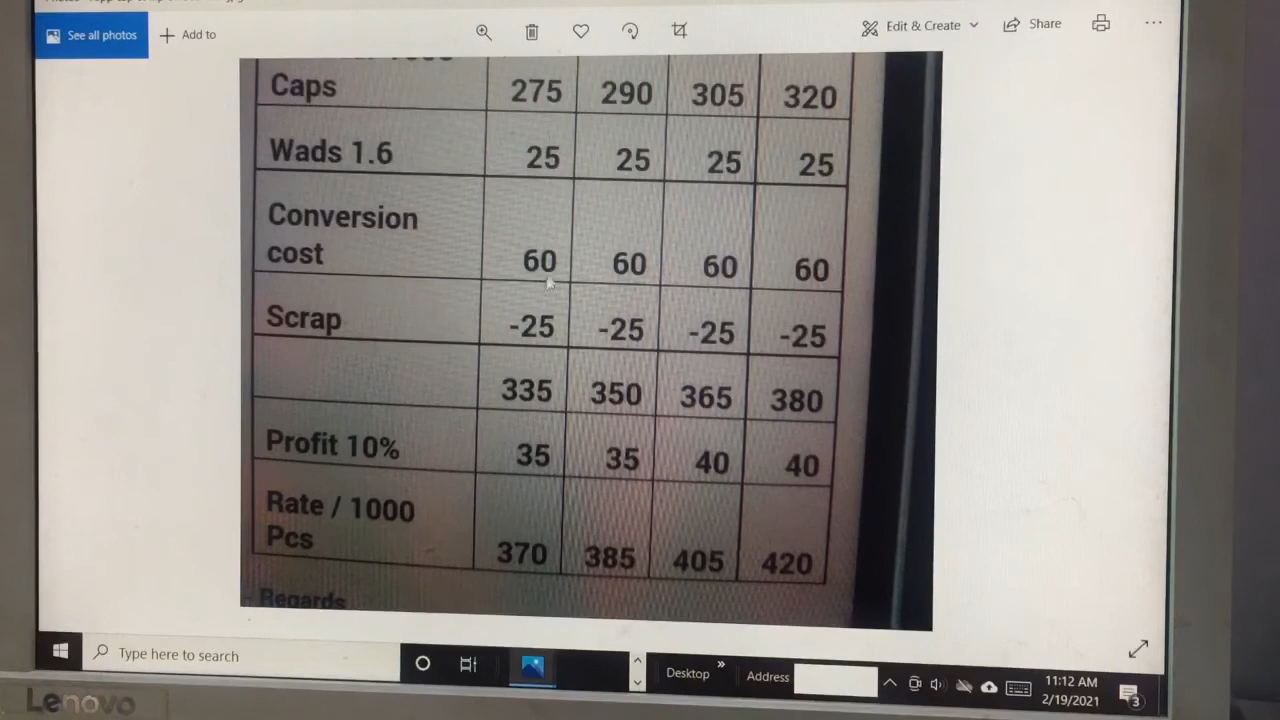 See all photos
Add to
Edit & Create
Share
Caps 275 290 305 320
Wads 1.6 25 25 25 25
Conversion
cost 60 60 60 60
Scrap -25 -25 -25 -25
335 350 365 380
Profit 10% 35 35 40 40
Rate / 1000
Pcs 370 385 405 420
Regards
Type here to search
Desktop
Address
11:12 AM
2/19/2021
3
Lenovo